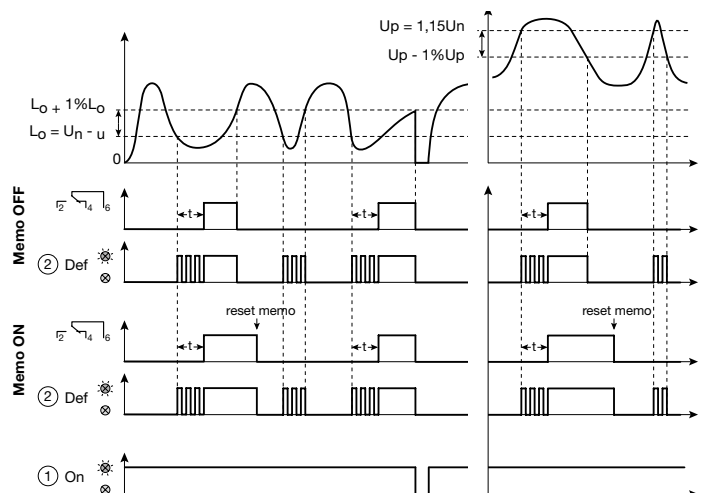 Up = 1,15Un
Up - 1%Up
Lo + 1%Lo
Lo = Un - u
0
Memo OFF
2 4 6
t t t
② Def
Memo ON
reset memo reset memo
2 4 6
t t t
② Def
① On